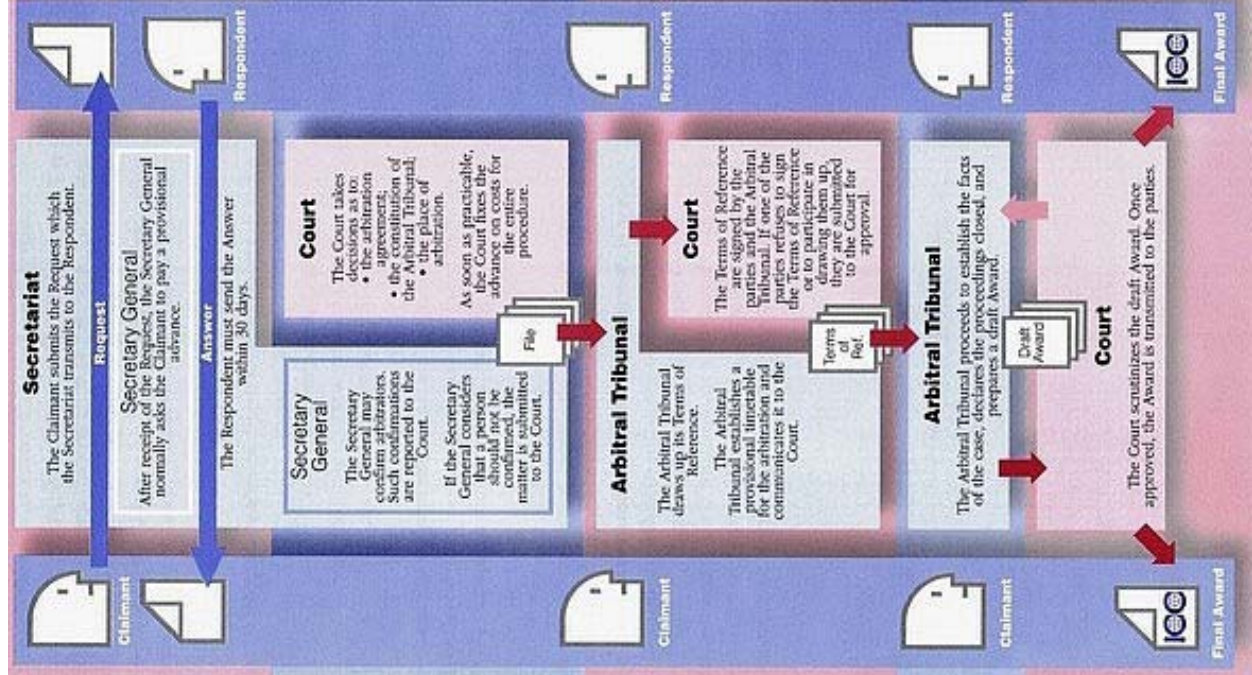 Secretariat
The Claimant submits the Request which
the Secretariat transmits to the Respondent.
Request
Secretary General
After receipt of the Request, the Secretary General
normally asks the Claimant to pay a provisional
advance.
Answer
The Respondent must send the Answer
within 30 days.
Claimant
Respondent
Secretary
General
The Secretary
General may
confirm arbitrators.
Such confirmations
are reported to the
Court.
If the Secretary
General considers
that a person
should not be
confirmed, the
matter is submitted
to the Court.
Court
The Court takes
decisions as to:
• the arbitration
agreement;
• the constitution of
the Arbitral Tribunal;
• the place of
arbitration.
As soon as practicable,
the Court fixes the
advance on costs for
the entire
procedure.
File
Arbitral Tribunal
The Arbitral Tribunal
draws up its Terms of
Reference.
The Arbitral
Tribunal establishes a
provisional timetable
for the arbitration and
communicates it to the
Court.
Claimant
Respondent
Court
The Terms of Reference
are signed by the
parties and the Arbitral
Tribunal. If one of the
parties refuses to sign
the Terms of Reference
or to participate in
drawing them up,
they are submitted
to the Court for
approval.
Terms
of
Ref.
Arbitral Tribunal
The Arbitral Tribunal proceeds to establish the facts
of the case, declares the proceedings closed, and
prepares a draft Award.
Claimant
Respondent
Draft
Award
Court
The Court scrutinizes the draft Award. Once
approved, the Award is transmitted to the parties.
ICC
Final Award
ICC
Final Award